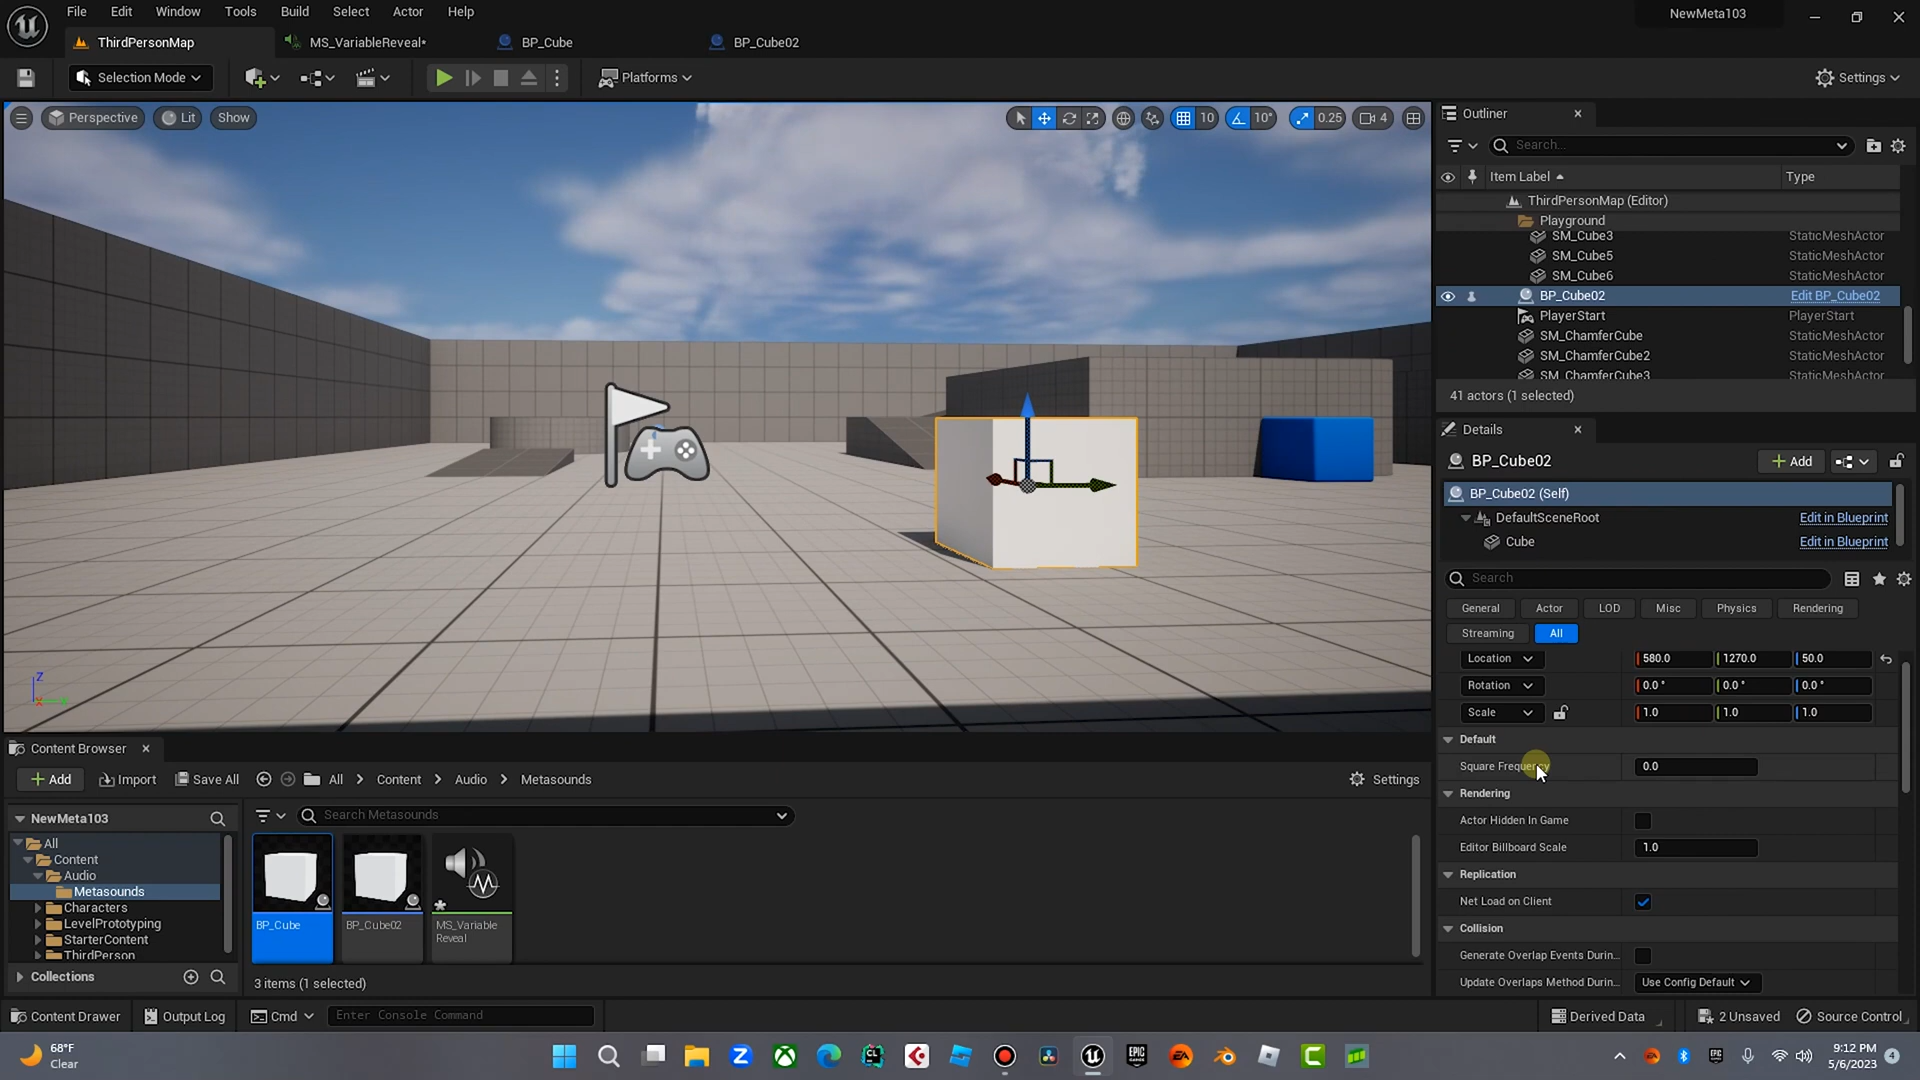 File Edit Window Tools Build Select Actor Help
NewMeta103
ThirdPersonMap
MS_VariableReveal*
BP_Cube
BP_Cube02
Selection Mode
Platforms
Settings
Perspective
Lit
Show
10
10°
0.25
4
Outliner
Search...
Item Label
Type
ThirdPersonMap (Editor)
Playground
SM_Cube3 StaticMeshActor
SM_Cube5 StaticMeshActor
SM_Cube6 StaticMeshActor
BP_Cube02 Edit BP_Cube02
PlayerStart PlayerStart
SM_ChamferCube StaticMeshActor
SM_ChamferCube2 StaticMeshActor
SM_ChamferCube3 StaticMeshActor
41 actors (1 selected)
Details
BP_Cube02
Add
BP_Cube02 (Self)
DefaultSceneRoot Edit in Blueprint
Cube Edit in Blueprint
Search
General Actor LOD Misc Physics Rendering
Streaming All
Location 580.0 1270.0 50.0
Rotation 0.0 ° 0.0 ° 0.0 °
Scale 1.0 1.0 1.0
Default
Square Frequency 0.0
Rendering
Actor Hidden In Game
Editor Billboard Scale 1.0
Replication
Net Load on Client
Collision
Generate Overlap Events Durin...
Update Overlaps Method Durin... Use Config Default
Z
Content Browser
Add Import Save All All > Content > Audio > Metasounds Settings
NewMeta103
All
Content
Audio
Metasounds
Characters
LevelPrototyping
StarterContent
ThirdPerson
Collections
Search Metasounds
BP_Cube
BP_Cube02
MS_Variable
Reveal
3 items (1 selected)
Content Drawer Output Log Cmd Enter Console Command Derived Data 2 Unsaved Source Control
68°F
Clear
EPIC
9:12 PM
5/6/2023
4